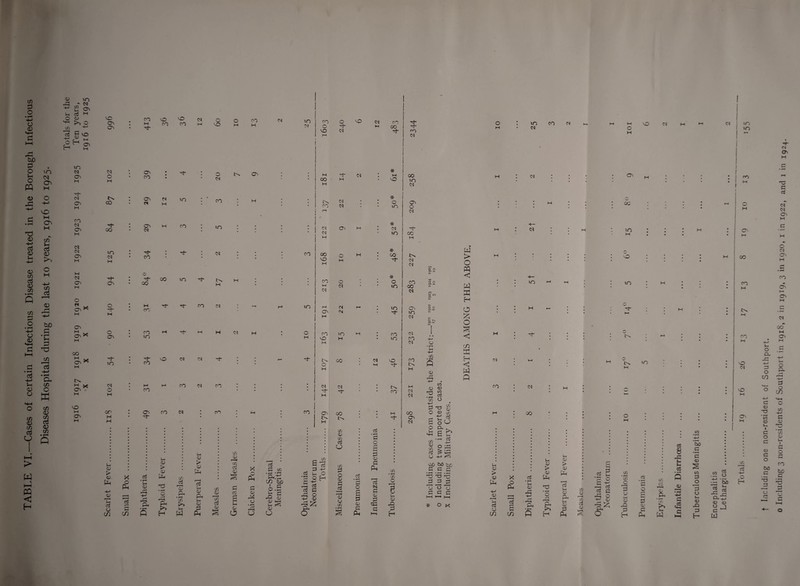 TABLE VI.—Cases of certain Infectious Disease treated in the Borough Infectious
Diseases Hospitals during the last 10 years, 1916 to 1925.
Totals for the Ten years, 1916 to 1925
1916 1917 x 1918 x 1919 x 1920 x 1921 1922 1923 1924 1925
Scarlet Fever 118 102 54 90 140 94 125 84 87 102 996
Small Pox ... ...
Diphtheria 49 31 34 53 31 84° 34 29 29 39 413
Typhoid Fever 3 1 6 1 4 8 ... 1 12 ... 36
Erysipelas 2 3 2 4 4 5 4 3 5 4 36
Puerperal Fever ... 2 2 1 3 4 ... 12
Measles 3 3 4 1 2 17 2 5 3 20 60
German Measles ... 2 ... 1 ... 7 10
Chicken Pox 1 ... 1 1 ... 1 9 13
Cerebro-Spinal Meningitis ... 1 ... 1 ... 2
Ophthalmia Neonatorum 3 ... 4 10 5 ... 3 ... 25
Totals 179 142 107 163 191 213 168 122 137 181 1603
Miscellaneous Cases 78 42 8 15 22 20 10 9 22 14 240
Pneumonia ... 1 1 ... 1 1 ... 2 6
Influenzal Pneumonia ... 12 ... 12
Tuberculosis 41 37 46 53 45 50* 48* 52* 50* 61* 483
298 221 173 232 259 283 227 184 209 258 2344
* Including cases from outside the District:—
o Including two imported cases.
x Including Military Cases.
DEATHS AMONG THE ABOVE.
Scarlet Fever 1 3 2 1 ... 1 ... 1 10
Small Pox ... ...
Diphtheria 8 2 1 4 1 5† ... 2† ... 2 25
Typhoid Fever ... 1 1 ... 1 ... 3
Puerperal Fever ... 1 ... 1 ... 2
Measles ... 1 ... 1
Ophthalmia Neonatorum ... 1 ... 1
Tuberculosis 10 10 17° 7° 14° 5 6° 15 8° 9 101
Pneumonia ... 5 ... 1 6
Erysipelas ... 1 ... 1 ... 2
Infantile Diarrhœa ... 1
Tuberculous Meningitis ... 1 ... 1
Encephalitis Lethargica ... 1 ... 2
Totals 19 16 26 13 17 13 8 19 10 13 155
† Including one non-resident of Southport.
o Including 3 non-residents of Southport in 1918, 2 in 1919, 3 in 1920, 1 in 1922, and 1 in 1924.